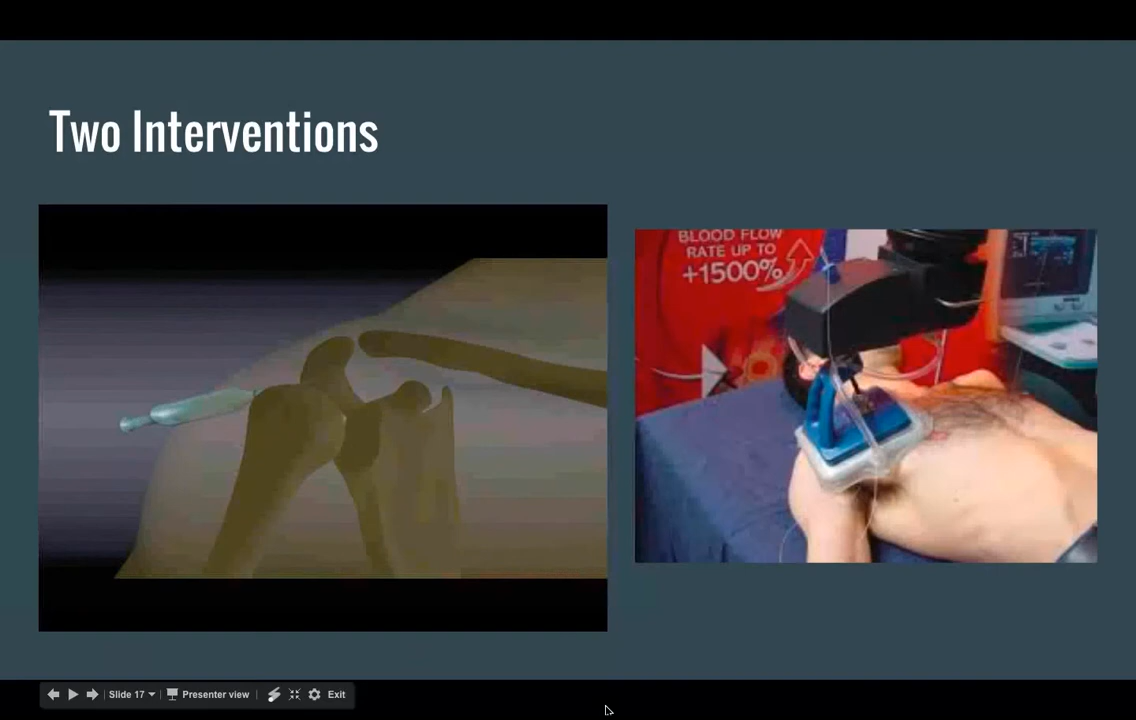 Two Interventions
BLOOD FLOW
RATE UP TO
+1500%
Slide 17
Presenter view
Exit